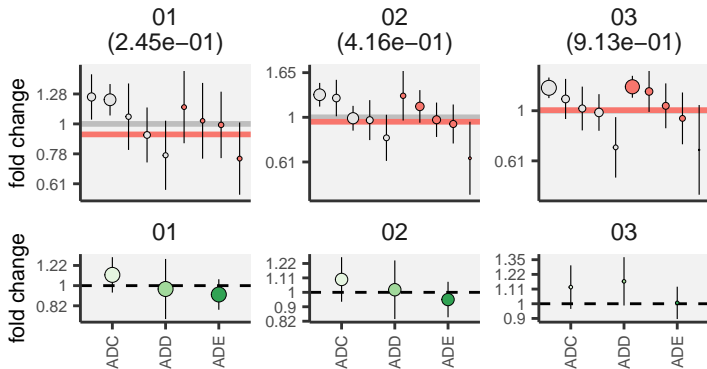 01
(2.45e−01)
02
(4.16e−01)
03
(9.13e−01)
fold change
1.28
1
0.78
0.61
1.65
1
0.61
1
0.61
01
02
03
fold change
1.22
1
0.82
1.22
1.11
1
0.9
0.82
1.35
1.22
1.11
1
0.9
ADC
ADD
ADE
ADC
ADD
ADE
ADC
ADD
ADE